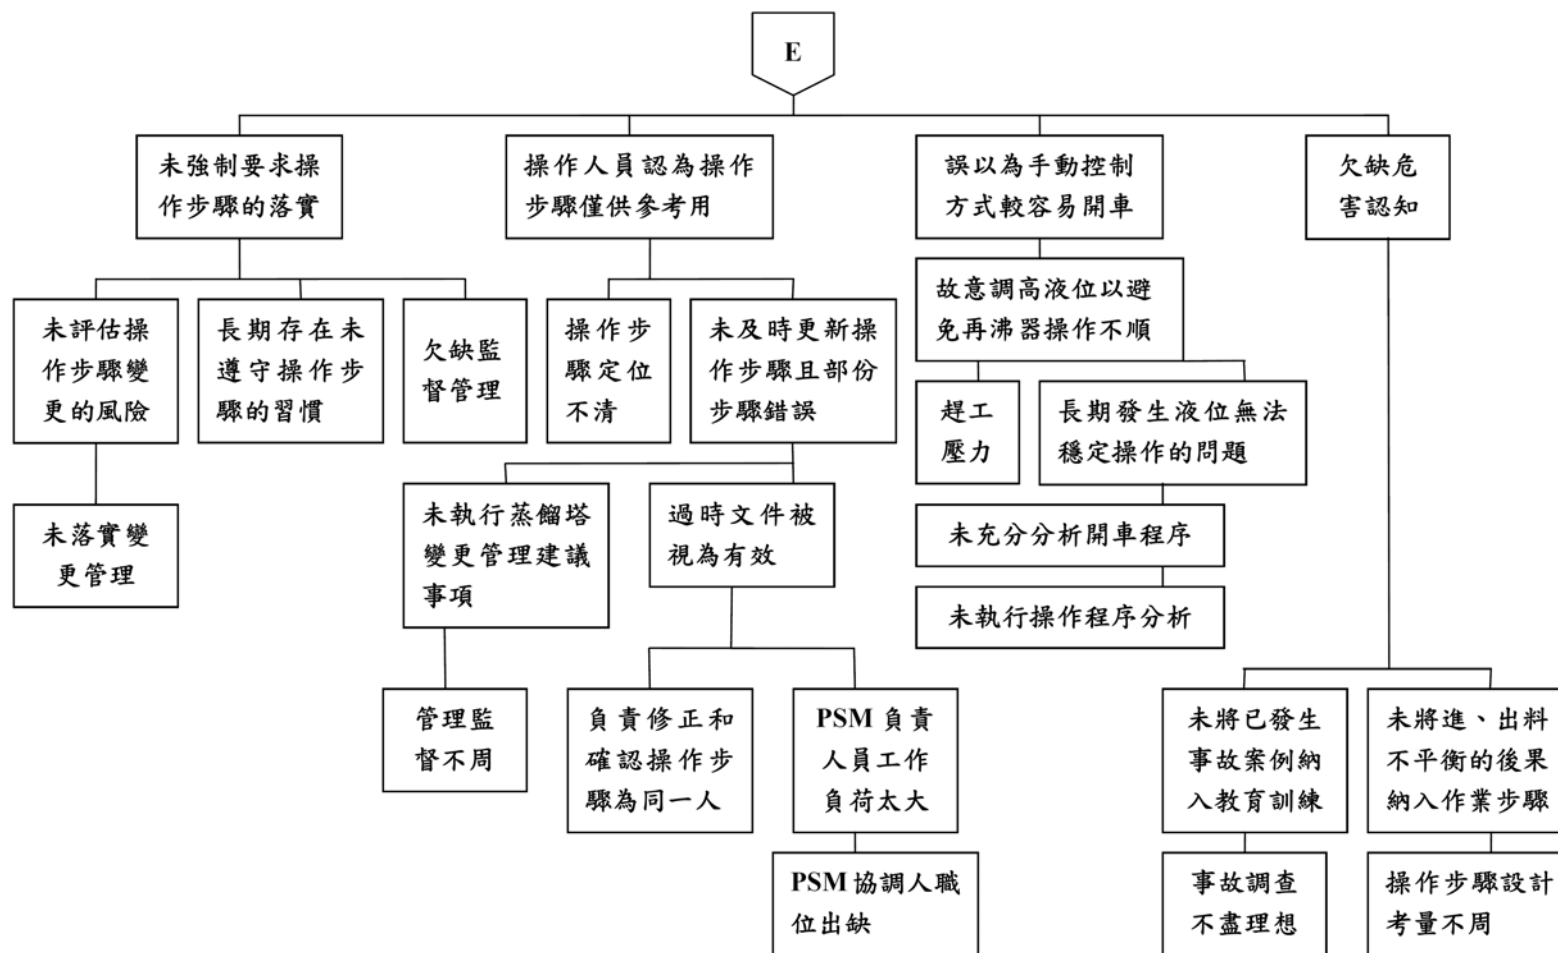 E
未強制要求操
作步驟的落實
操作人員認為操作
步驟僅供參考用
誤以為手動控制
方式較容易開車
欠缺危
害認知
未評估操
作步驟變
更的風險
長期存在未
遵守操作步
驟的習慣
欠缺監
督管理
操作步
驟定位
不清
未及時更新操
作步驟且部份
步驟錯誤
故意調高液位以避
免再沸器操作不順
趕工
壓力
長期發生液位無法
穩定操作的問題
未落實變
更管理
未執行蒸餾塔
變更管理建議
事項
過時文件被
視為有效
未充分分析開車程序
未執行操作程序分析
管理監
督不周
負責修正和
確認操作步
驟為同一人
PSM 負責
人員工作
負荷太大
未將已發生
事故案例納
入教育訓練
未將進、出料
不平衡的後果
納入作業步驟
PSM 協調人職
位出缺
事故調查
不盡理想
操作步驟設計
考量不周